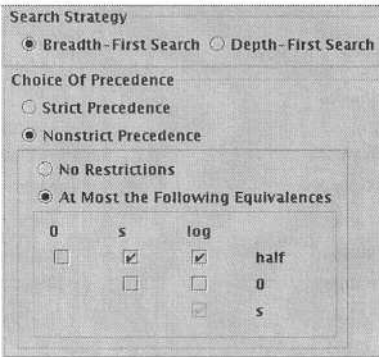 Search Strategy
Breadth-First Search Depth-First Search
Choice Of Precedence
Strict Precedence
Nonstrict Precedence
No Restrictions
At Most the Following Equivalences
0 s log
half
0
s